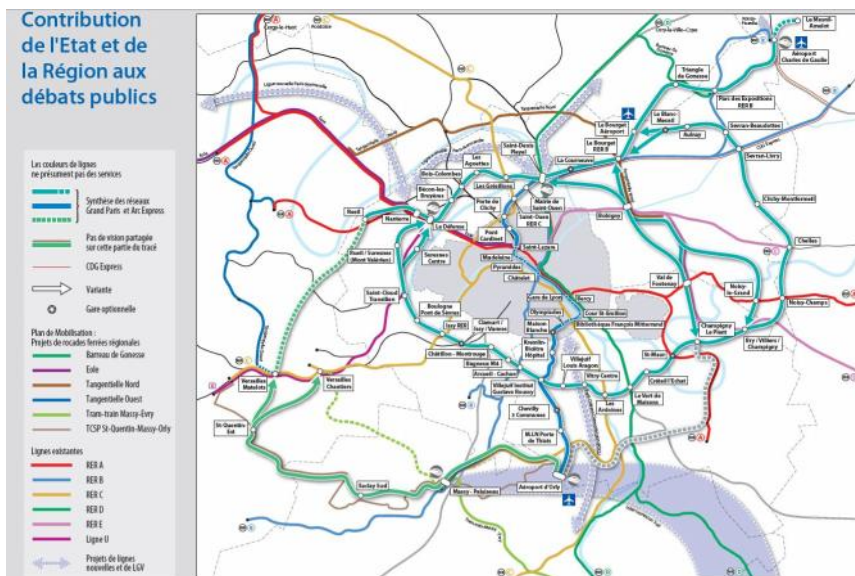 Contribution
de l'Etat et de
la Région aux
débats publics
Les couleurs de lignes
ne présument pas des services
Synthèse des réseaux
Grand Paris et Arc Express
Pas de vision partagée
sur cette partie du tracé
CDG Express
Variante
Gare optionnelle
Plan de Mobilisation :
Projets de rocades ferrées régionales
Barreau de Gonesse
Eole
Tangentielle Nord
Tangentielle Ouest
Tram-train Massy-Evry
TCSP St-Quentin-Massy-Orly
Lignes existantes
RER A
RER B
RER C
RER D
RER E
Ligne U
Projets de lignes
nouvelles et de LGV
Le Mesnil-
Amelot
Aéroport
Charles de Gaulle
Triangle
de Gonesse
Parc des Expositions
RER B
Le Bourget
Aéroport
Le Blanc-
Mesnil
Aulnay
Sevran-Beaudottes
Sevran-Livry
Saint-Denis
Pleyel
Le Bourget
RER B
La Courneuve
Les
Agnettes
Bois-Colombes
Les Grésillons
Bécon-les-
Bruyères
Mairie de
Saint Ouen
Porte de
Clichy
Saint-Ouen
RER C
Clichy-Montfermeil
Rueil
Nanterre
La Défense
Pont
Cardinet
Bobigny
Saint-Lazare
Chelles
Rueil / Suresnes
(Mont Valérien)
Suresnes
Centre
Madeleine
Pyramides
Châtelet
Val de
Fontenay
Noisy-
le-Grand
Saint-Cloud
Transilien
Gare de Lyon
Bercy
Noisy-Champs
Boulogne
Pont de Sèvres
Olympiades
Cour St-Emilion
Bibliothèque François Mitterrand
Champigny
Le Plant
Issy RER
Clamart /
Issy / Vanves
Maison
Blanche
Bry / Villiers /
Champigny
Châtillon - Montrouge
Kremlin-
Bicêtre
Hôpital
St-Maur
Bagneux M4
Arcueil - Cachan
Villejuif
Louis Aragon
Vitry Centre
Créteil l'Echat
Versailles
Matelots
Versailles
Chantiers
Villejuif Institut
Gustave Roussy
Les
Ardoines
Le Vert de
Maisons
Chevilly
3 Communes
St-Quentin
Est
M.I.N Porte
de Thiais
Saclay Sud
Massy - Palaiseau
Aéroport d'Orly